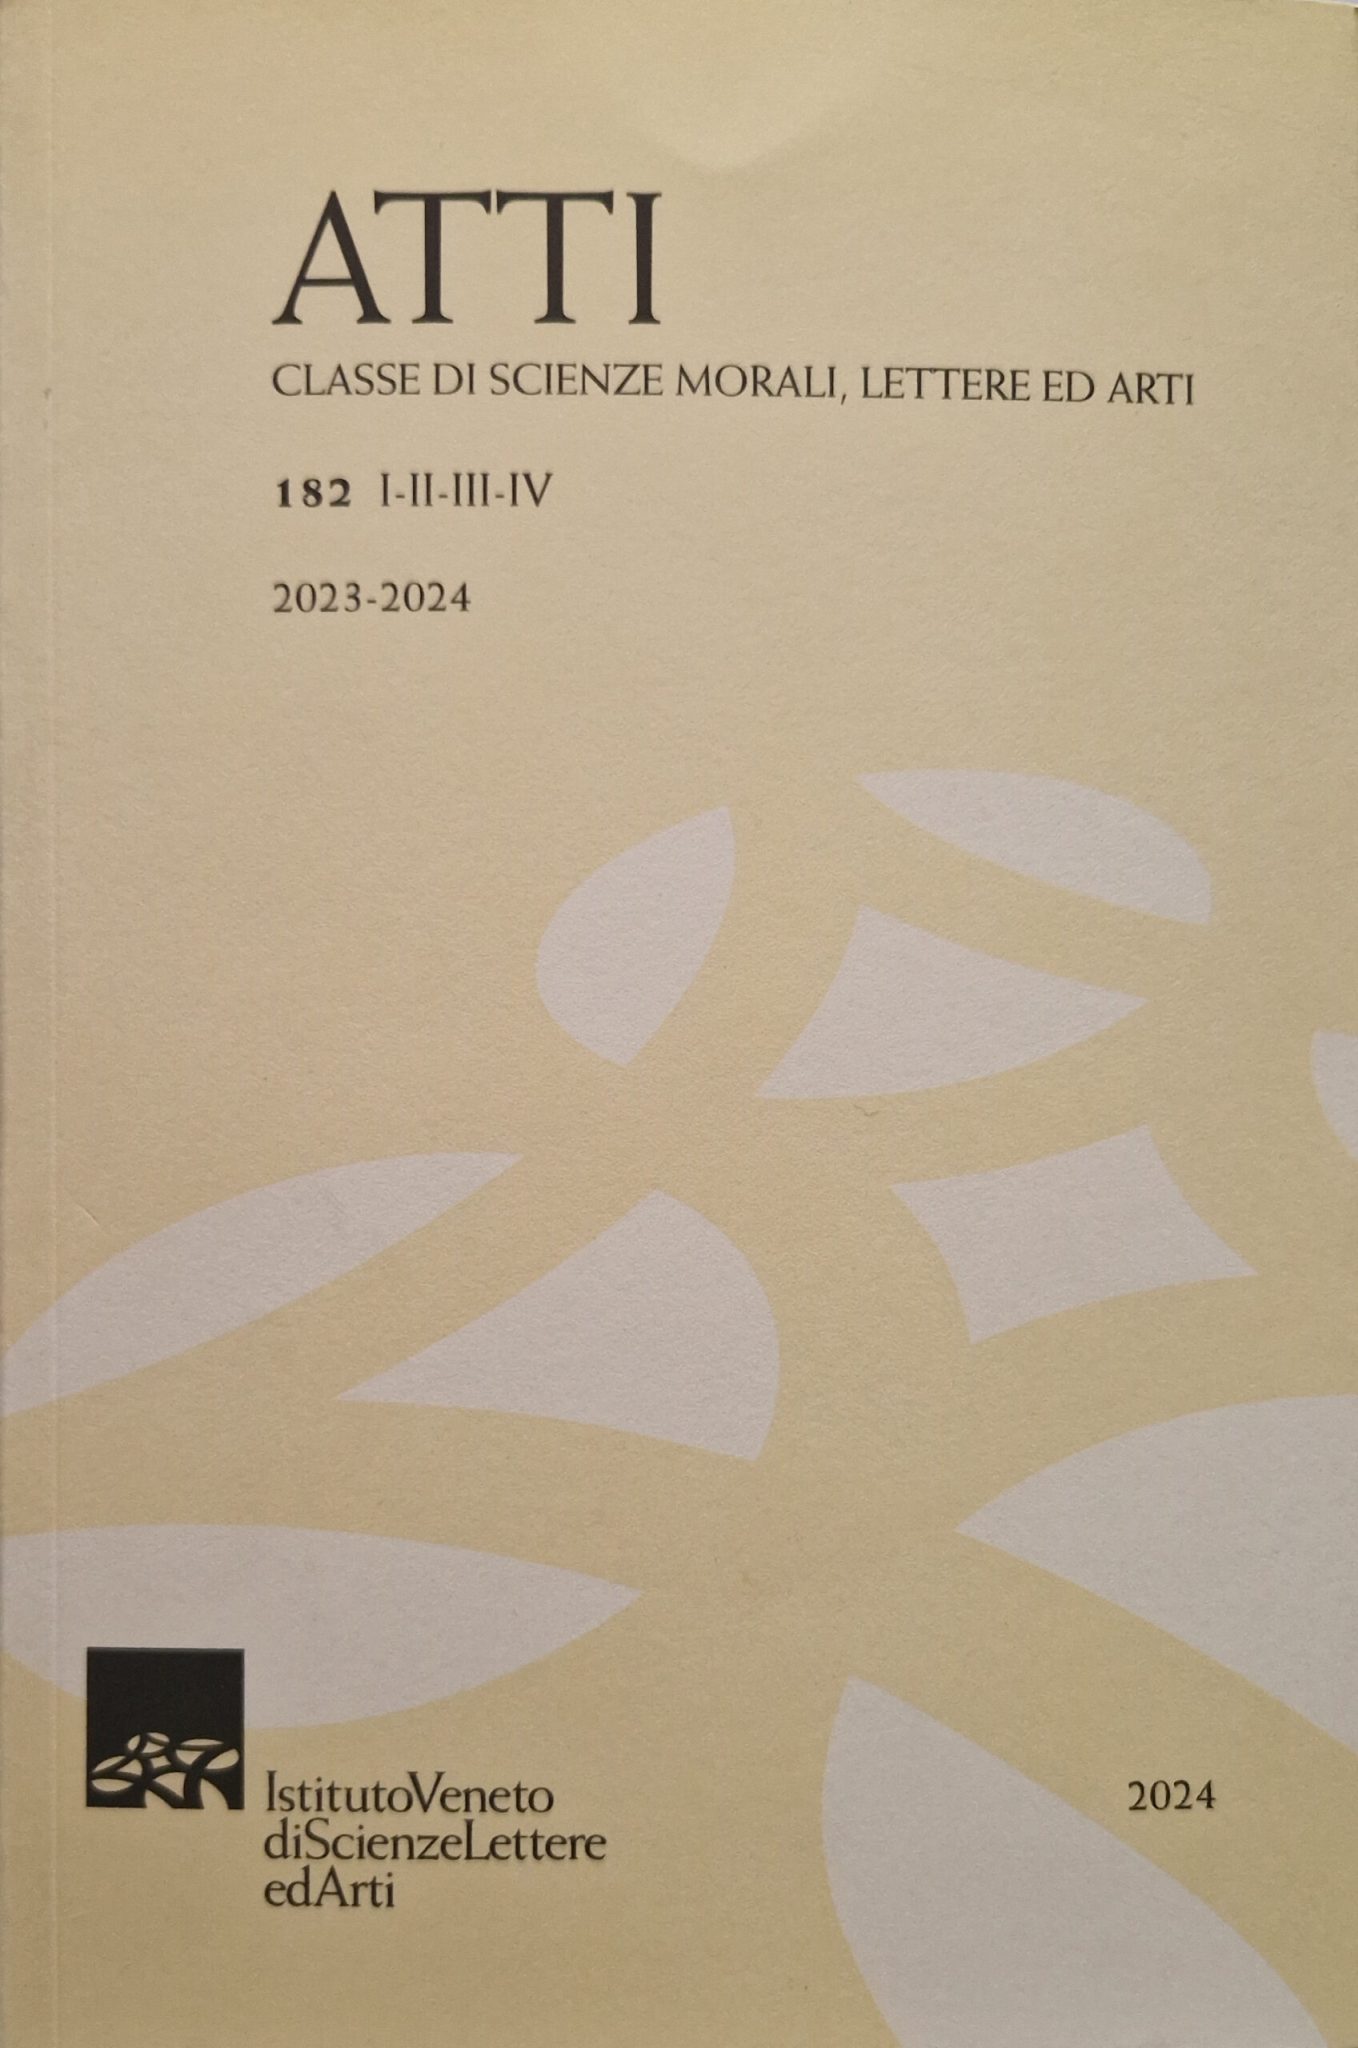 ATTI
CLASSE DI SCIENZE MORALI, LETTERE ED ARTI
182 I-II-III-IV
2023-2024
IstitutoVeneto
diScienzeLettere
edArti
2024